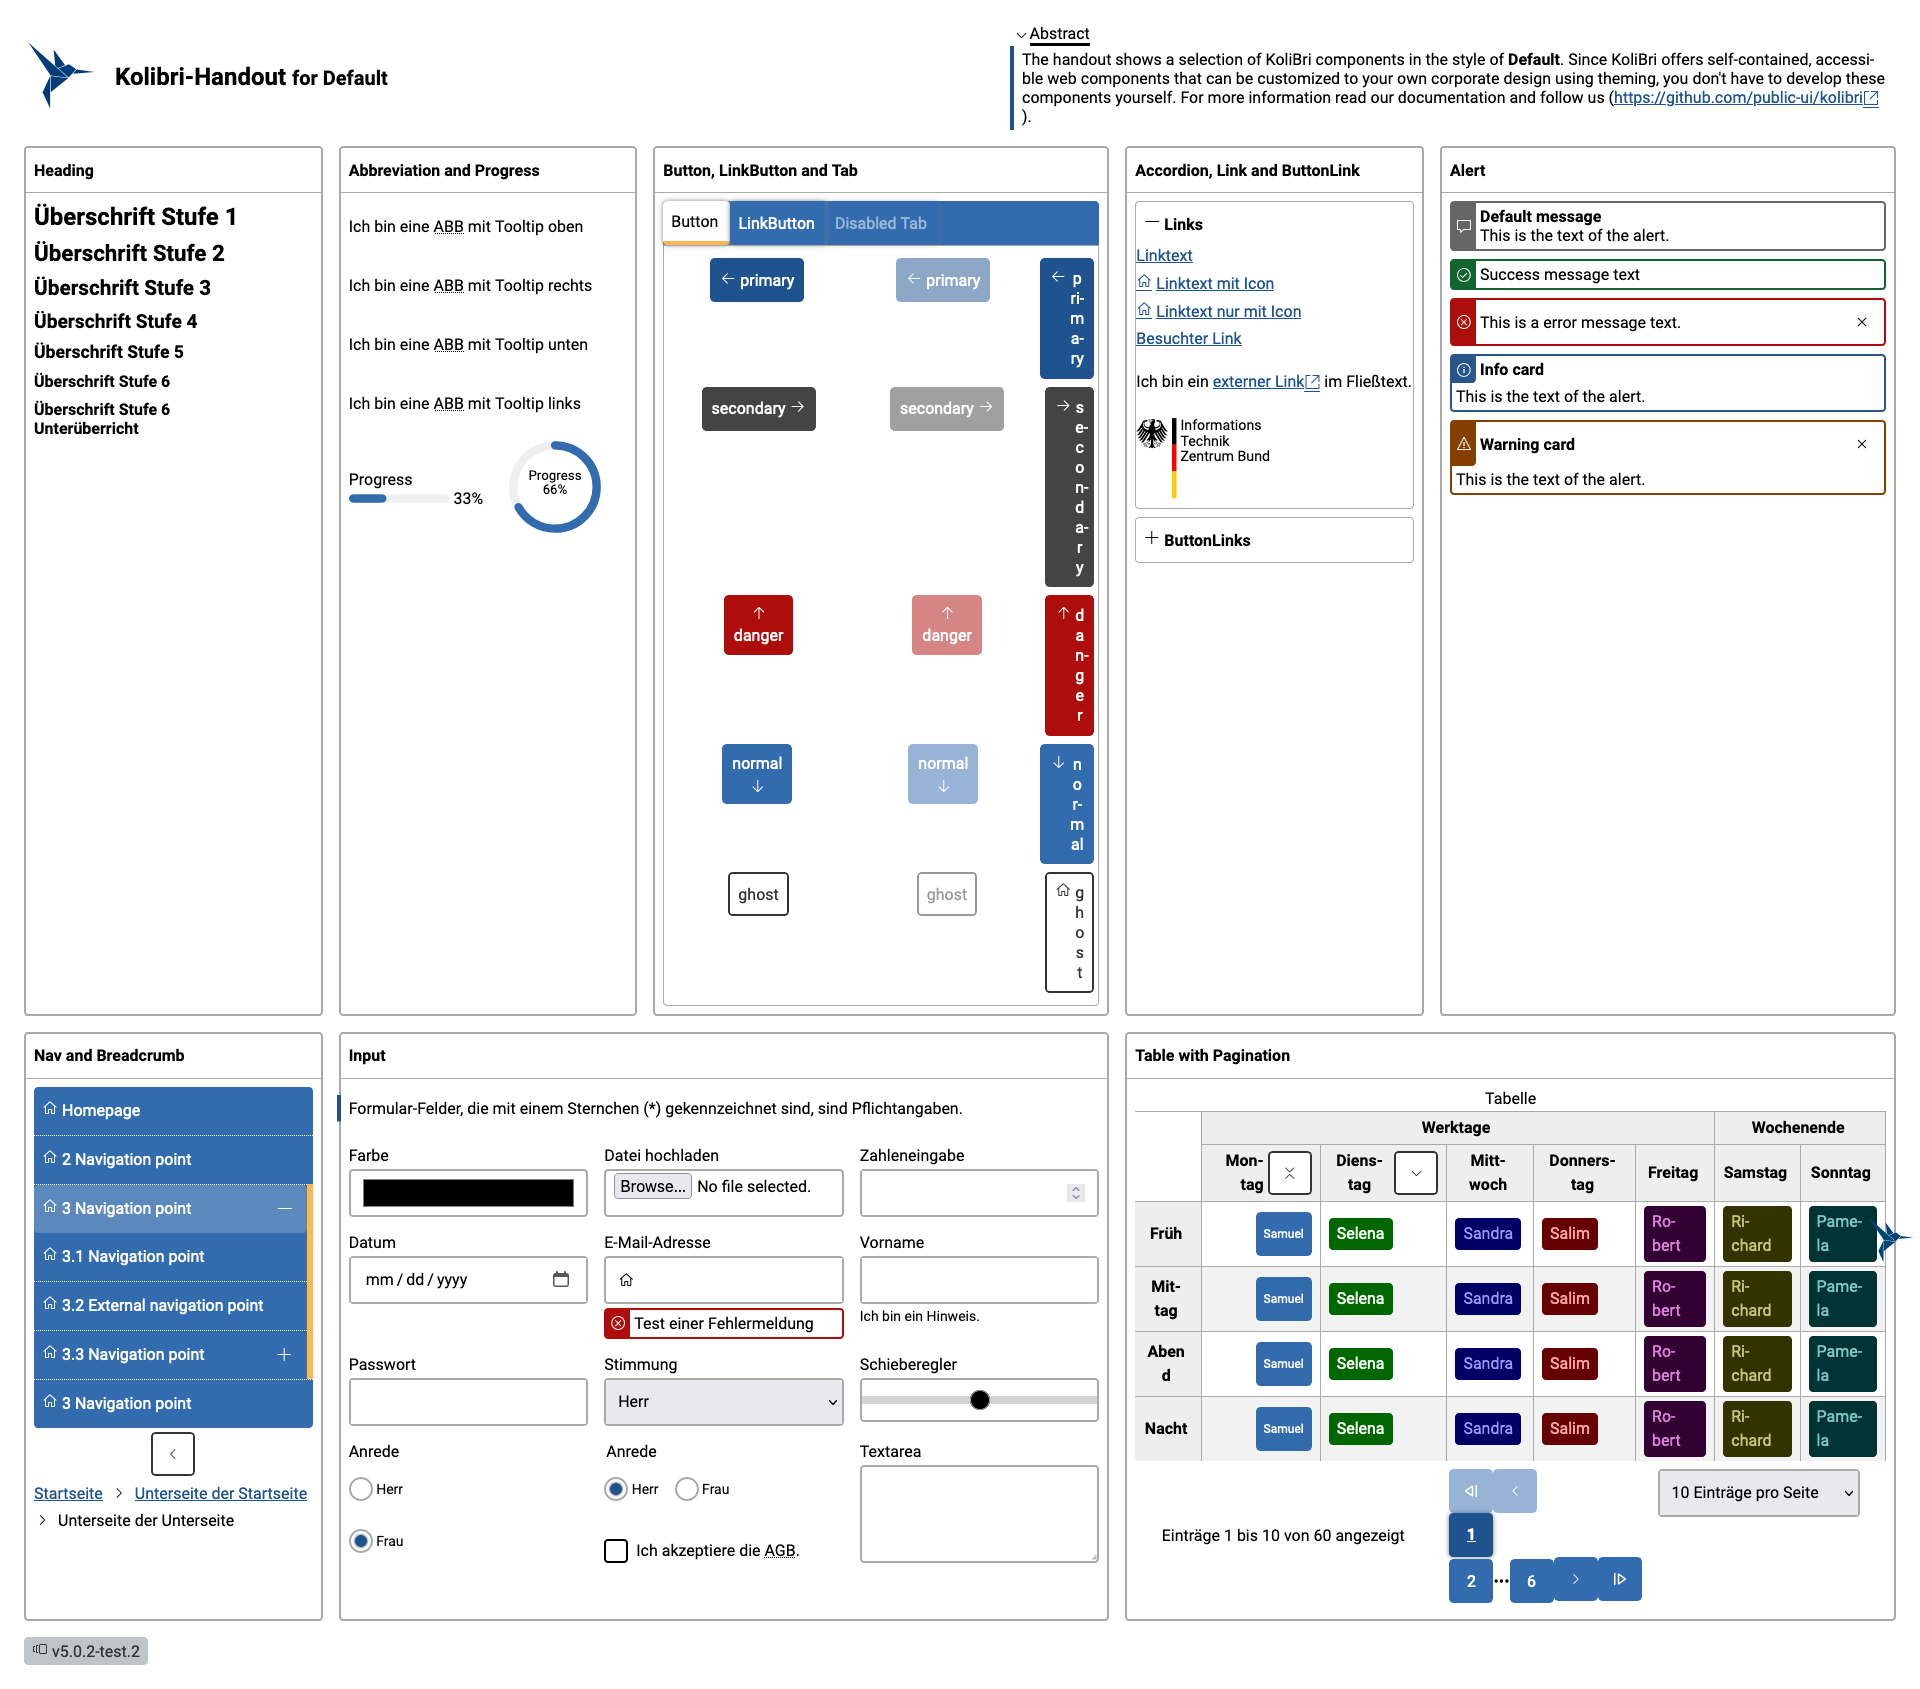 Kolibri-Handout for Default
Abstract
The handout shows a selection of KoliBri components in the style of Default. Since KoliBri offers self-contained, accessi-
ble web components that can be customized to your own corporate design using theming, you don't have to develop these
components yourself. For more information read our documentation and follow us (https://github.com/public-ui/kolibri
).
Heading
Überschrift Stufe 1
Überschrift Stufe 2
Überschrift Stufe 3
Überschrift Stufe 4
Überschrift Stufe 5
Überschrift Stufe 6
Überschrift Stufe 6
Unterüberricht
Abbreviation and Progress
Ich bin eine ABB mit Tooltip oben
Ich bin eine ABB mit Tooltip rechts
Ich bin eine ABB mit Tooltip unten
Ich bin eine ABB mit Tooltip links
Progress
33%
Progress
66%
Button, LinkButton and Tab
Button LinkButton Disabled Tab
primary primary
p
ri-
m
a-
ry
secondary secondary
s
e-
c
o
n-
d
a-
r
y
danger danger
d
a
n-
g
e
r
normal normal
n
o
r-
m
al
ghost ghost
g
h
o
s
t
Accordion, Link and ButtonLink
Links
Linktext
Linktext mit Icon
Linktext nur mit Icon
Besuchter Link
Ich bin ein externer Link im Fließtext.
Informations
Technik
Zentrum Bund
ButtonLinks
Alert
Default message
This is the text of the alert.
Success message text
This is a error message text.
Info card
This is the text of the alert.
Warning card
This is the text of the alert.
Nav and Breadcrumb
Homepage
2 Navigation point
3 Navigation point
3.1 Navigation point
3.2 External navigation point
3.3 Navigation point
3 Navigation point
Startseite Unterseite der Startseite
Unterseite der Unterseite
Input
Formular-Felder, die mit einem Sternchen (*) gekennzeichnet sind, sind Pflichtangaben.
Farbe Datei hochladen Zahleneingabe
Browse... No file selected.
Datum E-Mail-Adresse Vorname
mm / dd / yyyy
Test einer Fehlermeldung
Ich bin ein Hinweis.
Passwort Stimmung Schieberegler
Herr
Anrede Anrede Textarea
Herr Herr Frau
Frau
Ich akzeptiere die AGB.
Table with Pagination
Tabelle
Werktage Wochenende
Mon-
tag
Diens-
tag
Mitt-
woch
Donners-
tag
Freitag Samstag Sonntag
Früh Samuel Selena Sandra Salim
Ro-
bert
Ri-
chard
Pame-
la
Mit-
tag
Samuel Selena Sandra Salim
Ro-
bert
Ri-
chard
Pame-
la
Aben
d
Samuel Selena Sandra Salim
Ro-
bert
Ri-
chard
Pame-
la
Nacht Samuel Selena Sandra Salim
Ro-
bert
Ri-
chard
Pame-
la
Einträge 1 bis 10 von 60 angezeigt
1
2 ... 6
10 Einträge pro Seite
v5.0.2-test.2